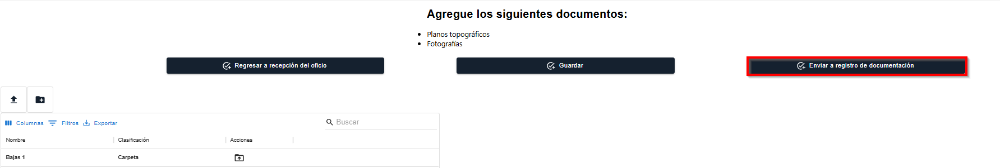 Agregue los siguientes documentos:
Planos topográficos
Fotografías
Regresar a recepción del oficio
Guardar
Enviar a registro de documentación
Columnas Filtros Exportar Buscar
Nombre Clasificación Acciones
Bajas 1 Carpeta